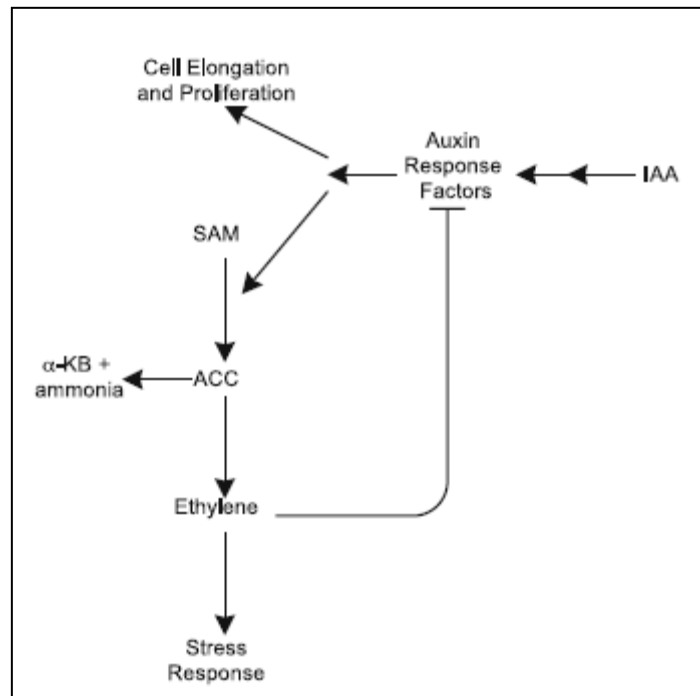 Cell Elongation
and Proliferation
Auxin
Response
Factors
IAA
SAM
α-KB +
ammonia
ACC
Ethylene
Stress
Response